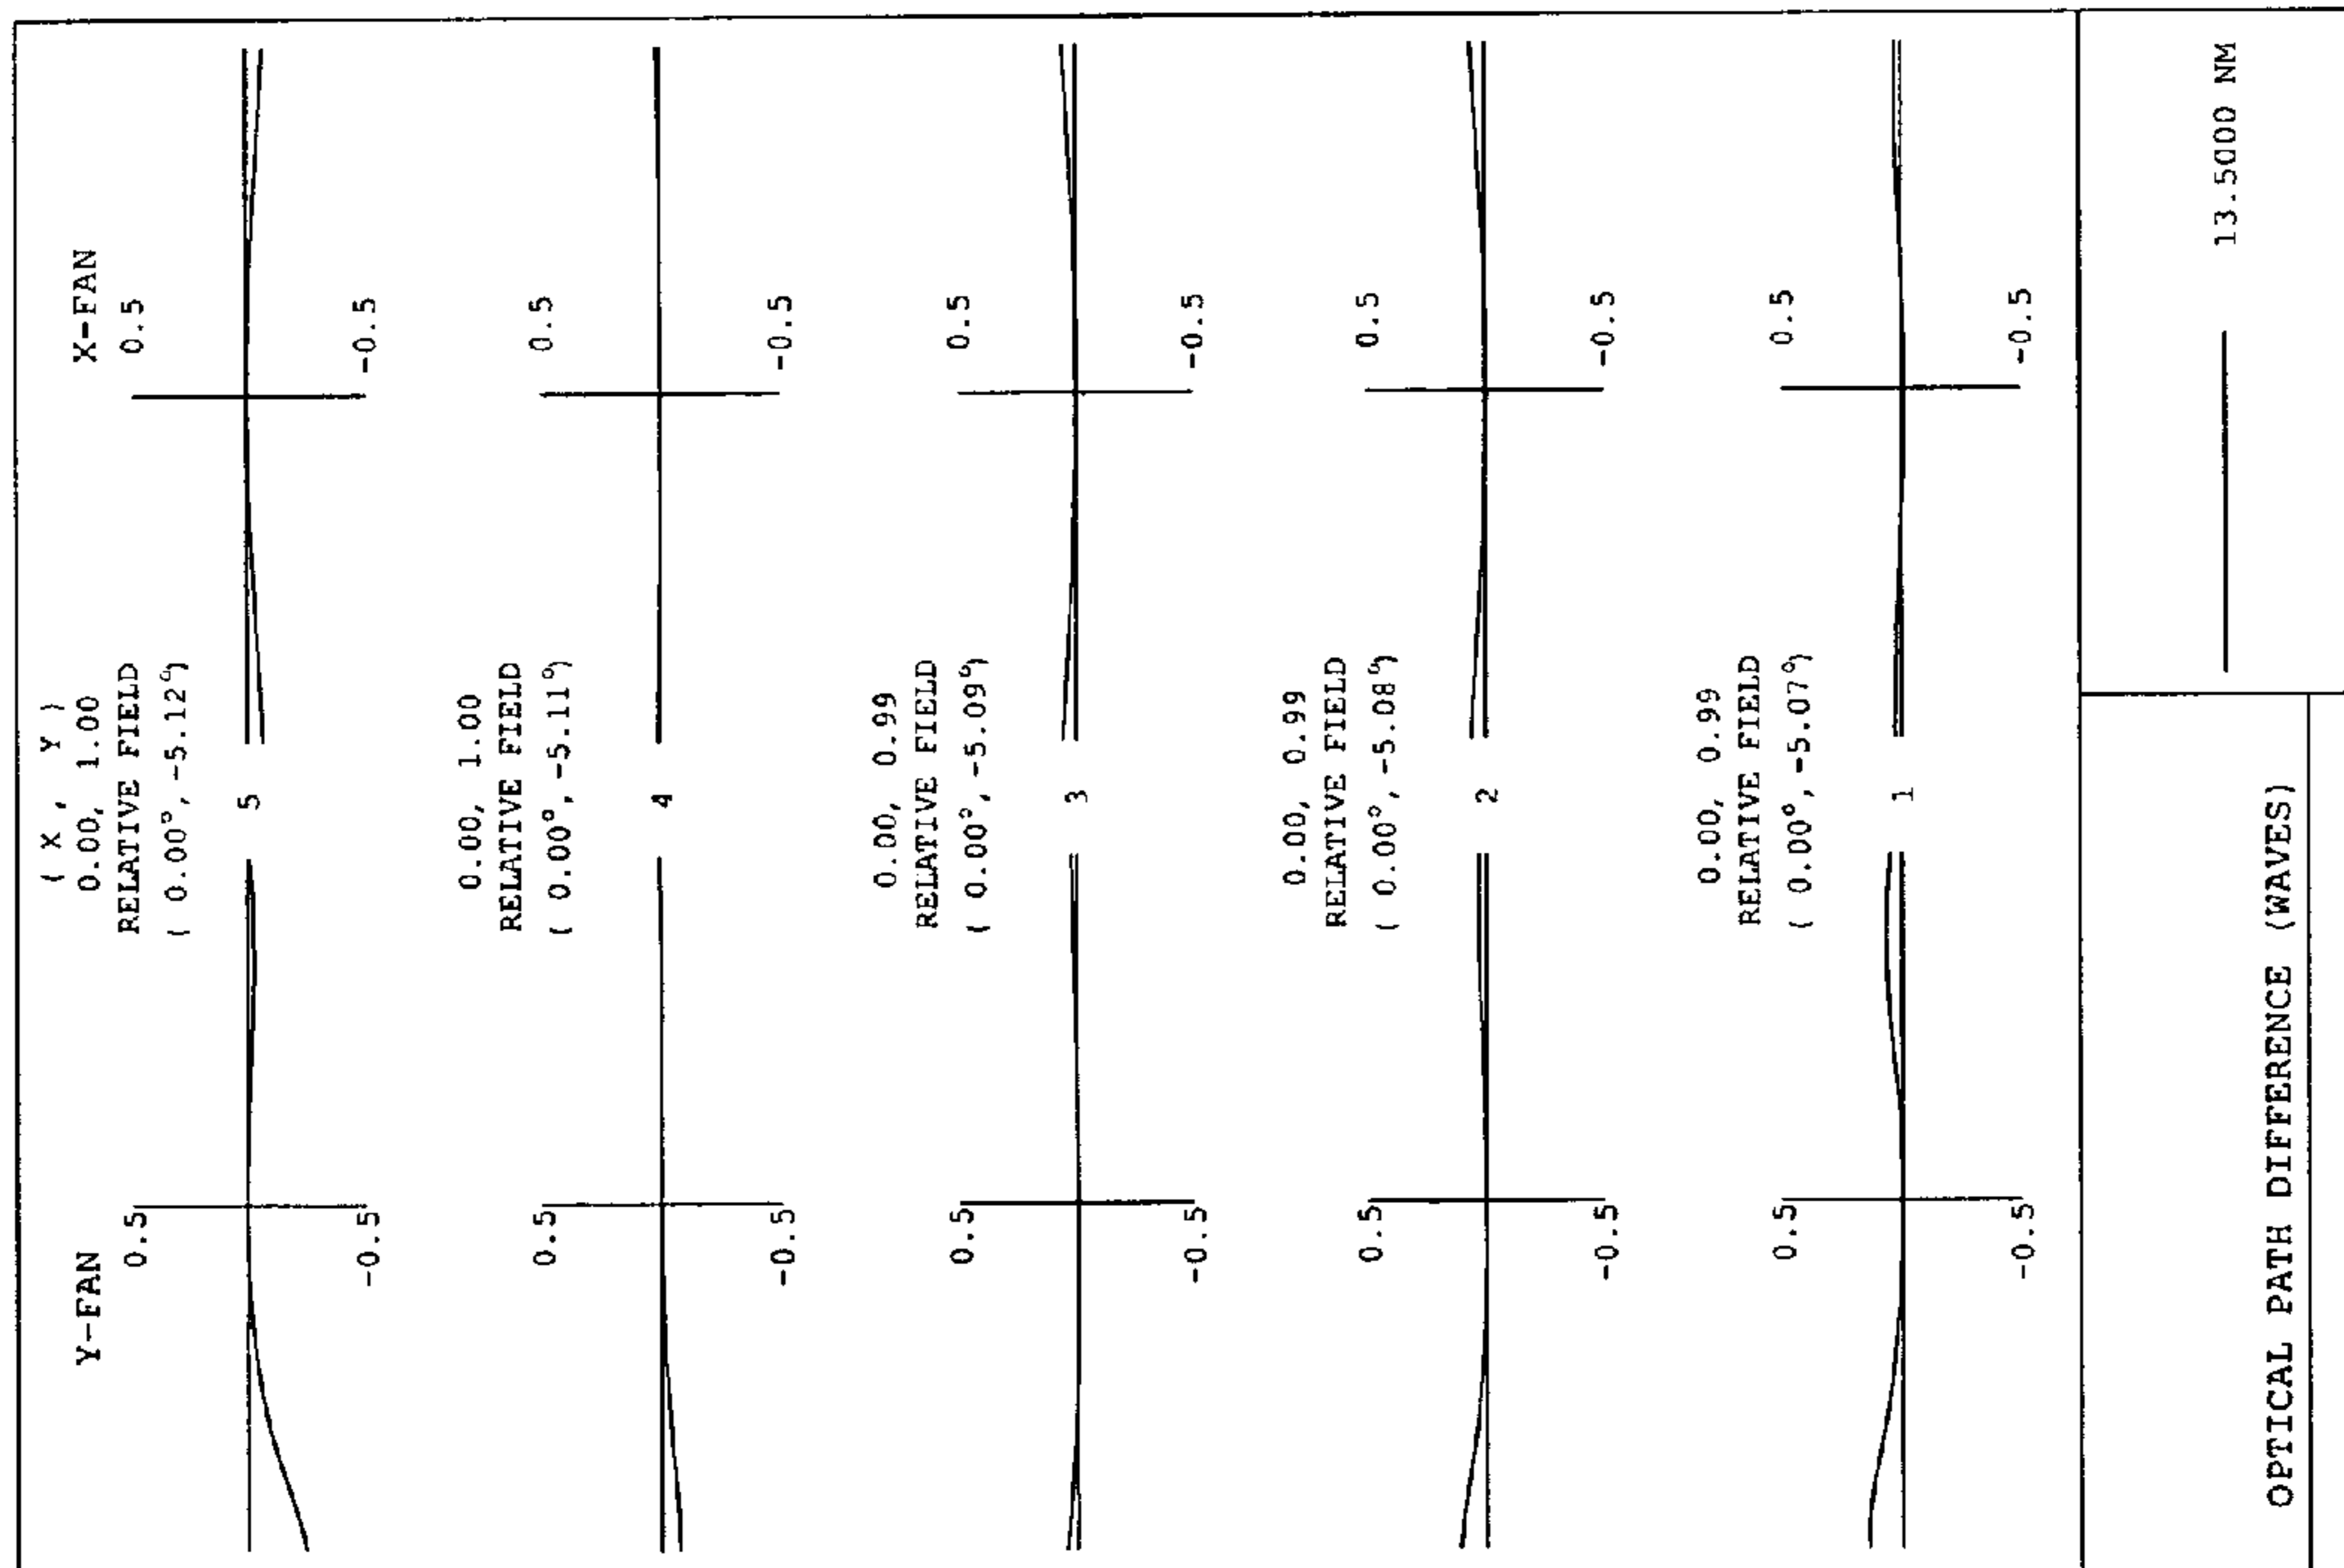 ( X , Y )
Y-FAN
0.00, 1.00
X-FAN
RELATIVE FIELD
0.5
0.5
( 0.00°, -5.12°)
5
-0.5
-0.5
0.00, 1.00
RELATIVE FIELD
0.5
0.5
( 0.00°, -5.11°)
4
-0.5
-0.5
0.00, 0.99
RELATIVE FIELD
0.5
0.5
( 0.00°, -5.09°)
3
-0.5
-0.5
0.00, 0.99
RELATIVE FIELD
0.5
0.5
( 0.00°, -5.08°)
2
-0.5
-0.5
0.00, 0.99
RELATIVE FIELD
0.5
0.5
( 0.00°, -5.07°)
1
-0.5
-0.5
13.5000 NM
OPTICAL PATH DIFFERENCE (WAVES)